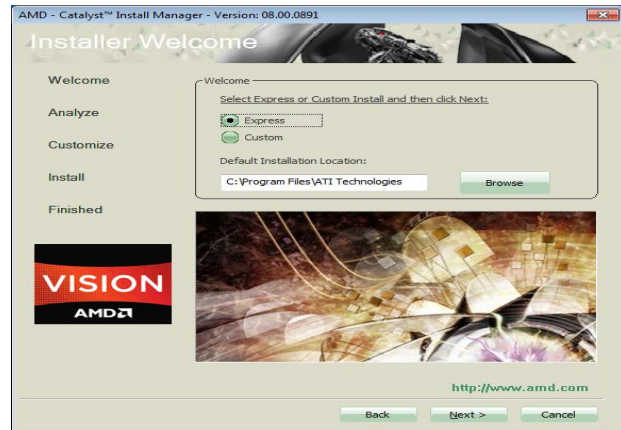 AMD - Catalyst™ Install Manager - Version: 08.00.0891
Installer Welcome
Welcome
Analyze
Customize
Install
Finished
Welcome
Select Express or Custom Install and then click Next:
Express
Custom
Default Installation Location:
C:\Program Files\ATI Technologies
Browse
VISION
AMD
http://www.amd.com
Back
Next >
Cancel